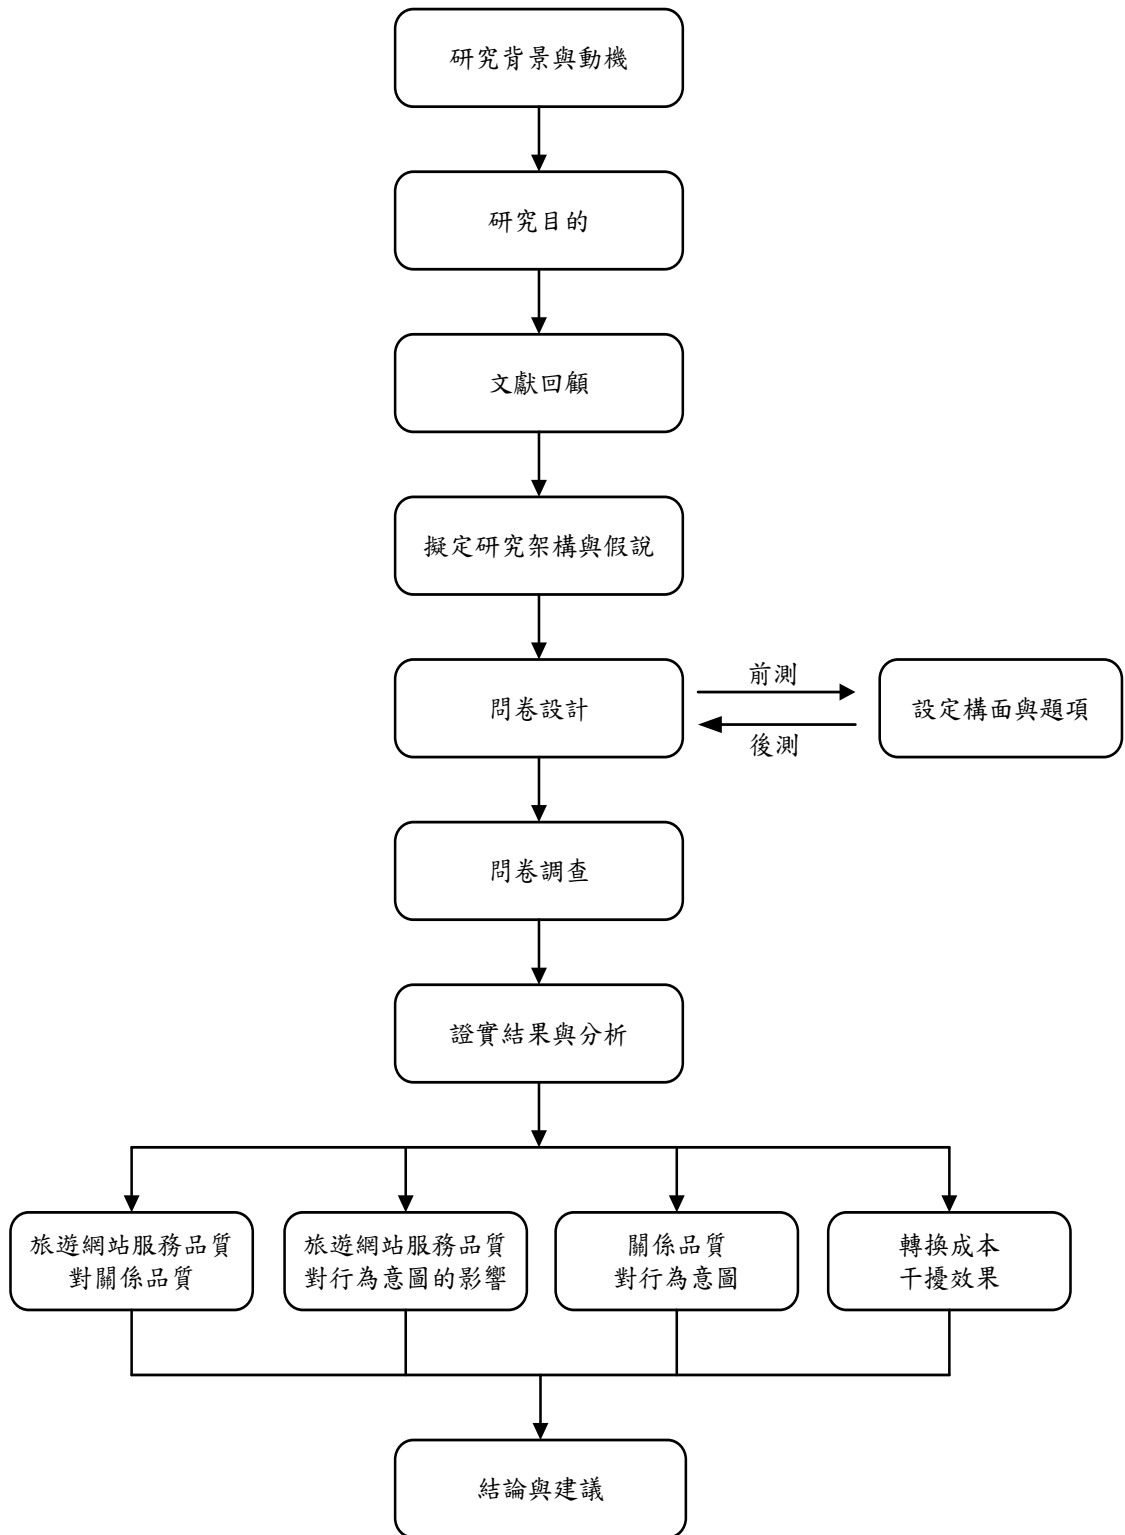 研究背景與動機
研究目的
文獻回顧
擬定研究架構與假說
問卷設計
前測
後測
設定構面與題項
問卷調查
證實結果與分析
旅遊網站服務品質
對關係品質
旅遊網站服務品質
對行為意圖的影響
關係品質
對行為意圖
轉換成本
干擾效果
結論與建議